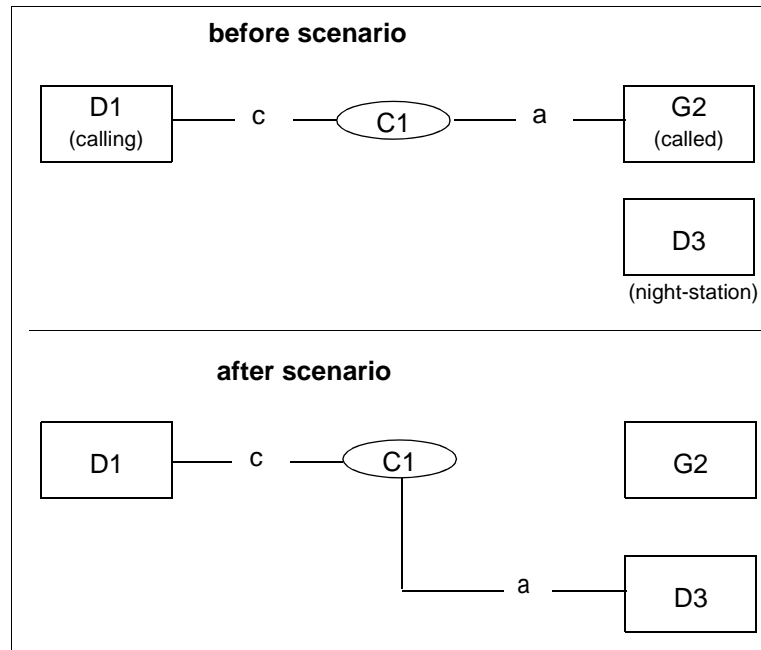 before scenario
D1 c C1 a G2
(calling) (called)
D3
(night-station)
after scenario
D1 c C1 G2
a D3